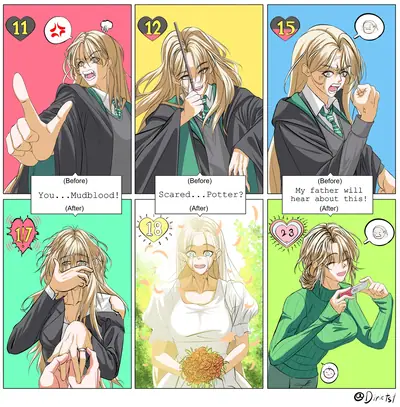 11
12
15
(Before)
(Before)
(Before)
You...Mudblood!
Scared...Potter?
My father will
hear about this!
(After)
(After)
(After)
17
18
23